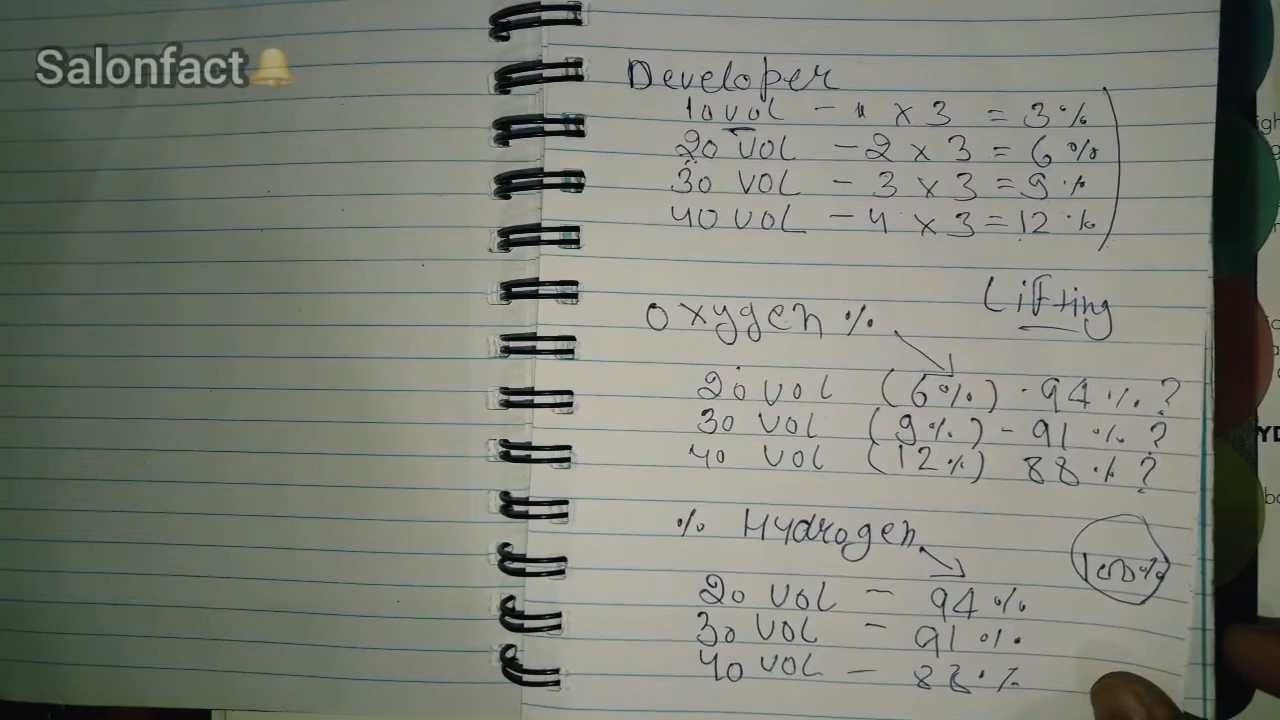 Salonfact🔔
Developer
10 VOL - 1 x 3 = 3%
20 VOL - 2 x 3 = 6%
30 VOL - 3 x 3 = 9%
40 VOL - 4 x 3 = 12%
Lifting
Oxygen %
20 VOL (6%) - 94%?
30 VOL (9%) - 91%?
40 VOL (12%) 88%?
% Hydrogen
100%
20 VOL - 94%
30 VOL - 91%
40 VOL - 88%